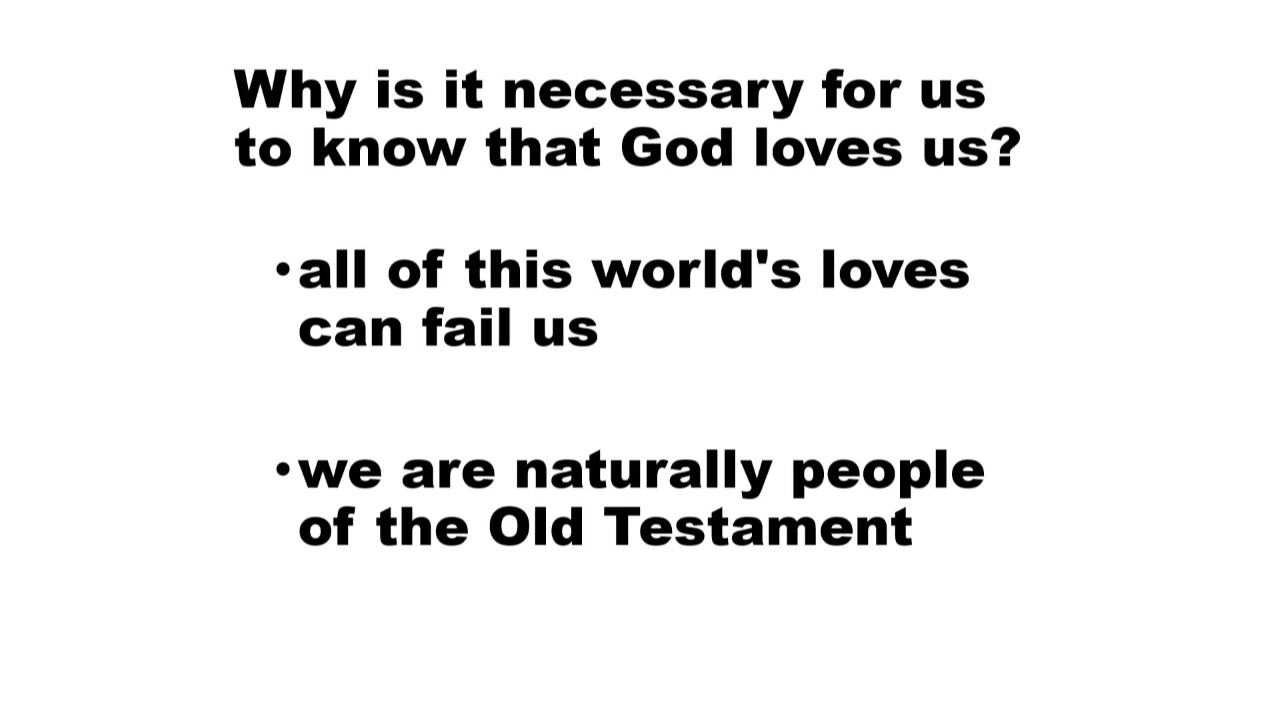 Why is it necessary for us
to know that God loves us?
•all of this world's loves
can fail us
•we are naturally people
of the Old Testament